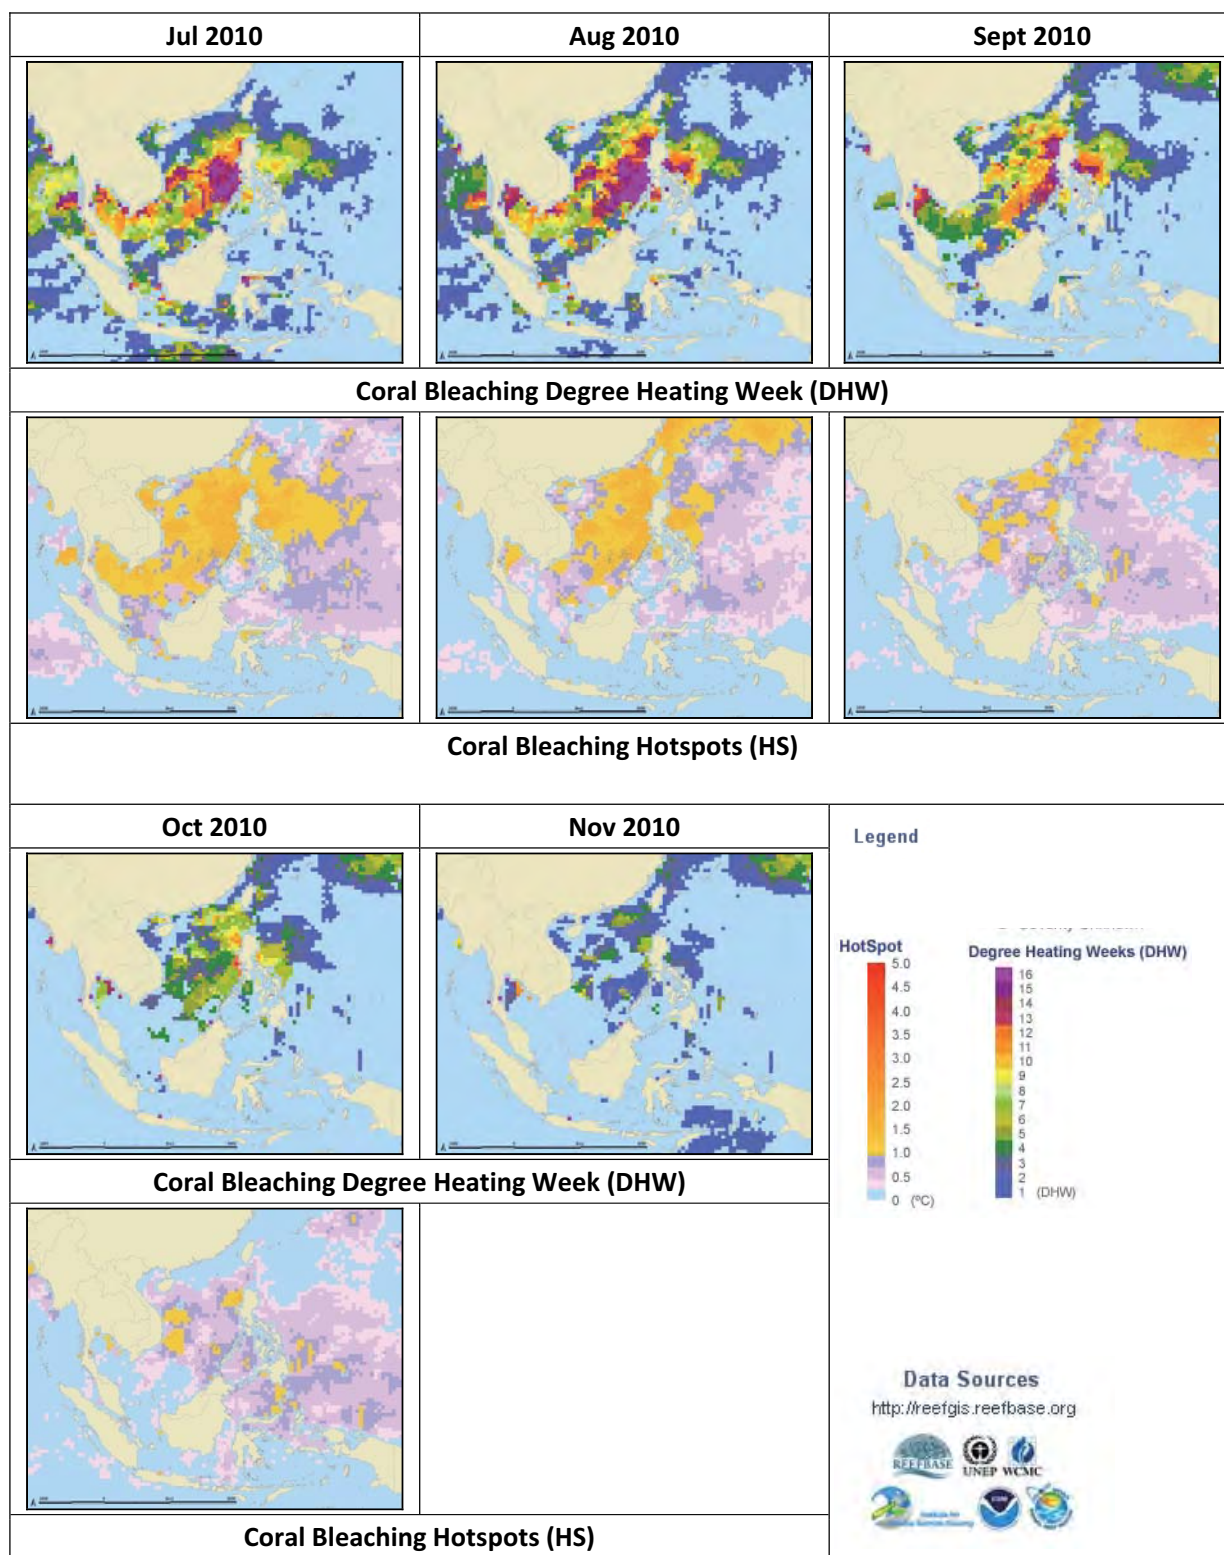 Jul 2010
Aug 2010
Sept 2010
Coral Bleaching Degree Heating Week (DHW)
Coral Bleaching Hotspots (HS)
Oct 2010
Nov 2010
Coral Bleaching Degree Heating Week (DHW)
Coral Bleaching Hotspots (HS)
Legend
HotSpot
5.0
4.5
4.0
3.5
3.0
2.5
2.0
1.5
1.0
0.5
0 (°C)
Degree Heating Weeks (DHW)
16
15
14
13
12
11
10
9
8
7
6
5
4
3
2
1 (DHW)
Data Sources
http://reefgis.reefbase.org
REEFBASE
UNEP WCMC